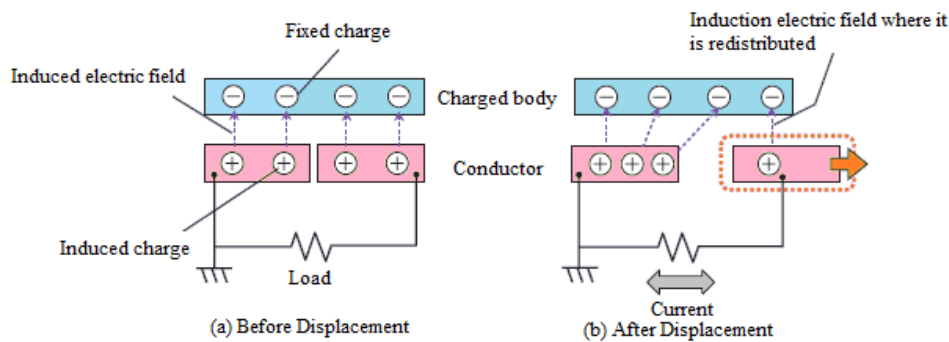 Fixed charge
Induced electric field
Charged body
Conductor
Induced charge
Load
(a) Before Displacement
Induction electric field where it
is redistributed
Current
(b) After Displacement